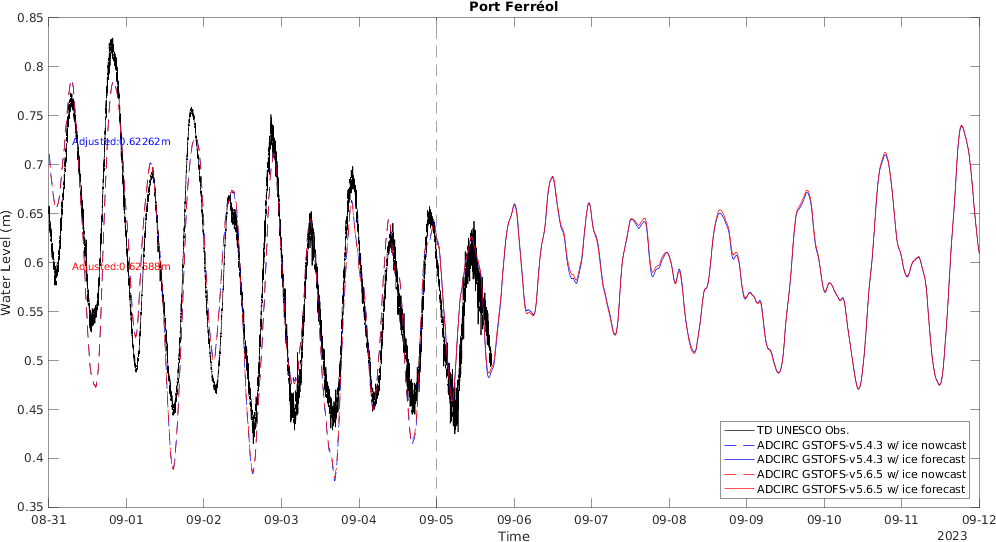 Port Ferréol
0.85
0.8
0.75
0.7
0.65
0.6
0.55
0.5
0.45
0.4
0.35
Water Level (m)
Adjusted:0.62262m
Adjusted:0.62688m
TD UNESCO Obs.
ADCIRC GSTOFS-v5.4.3 w/ ice nowcast
ADCIRC GSTOFS-v5.4.3 w/ ice forecast
ADCIRC GSTOFS-v5.6.5 w/ ice nowcast
ADCIRC GSTOFS-v5.6.5 w/ ice forecast
08-31 09-01 09-02 09-03 09-04 09-05 09-06 09-07 09-08 09-09 09-10 09-11 09-12
Time
2023